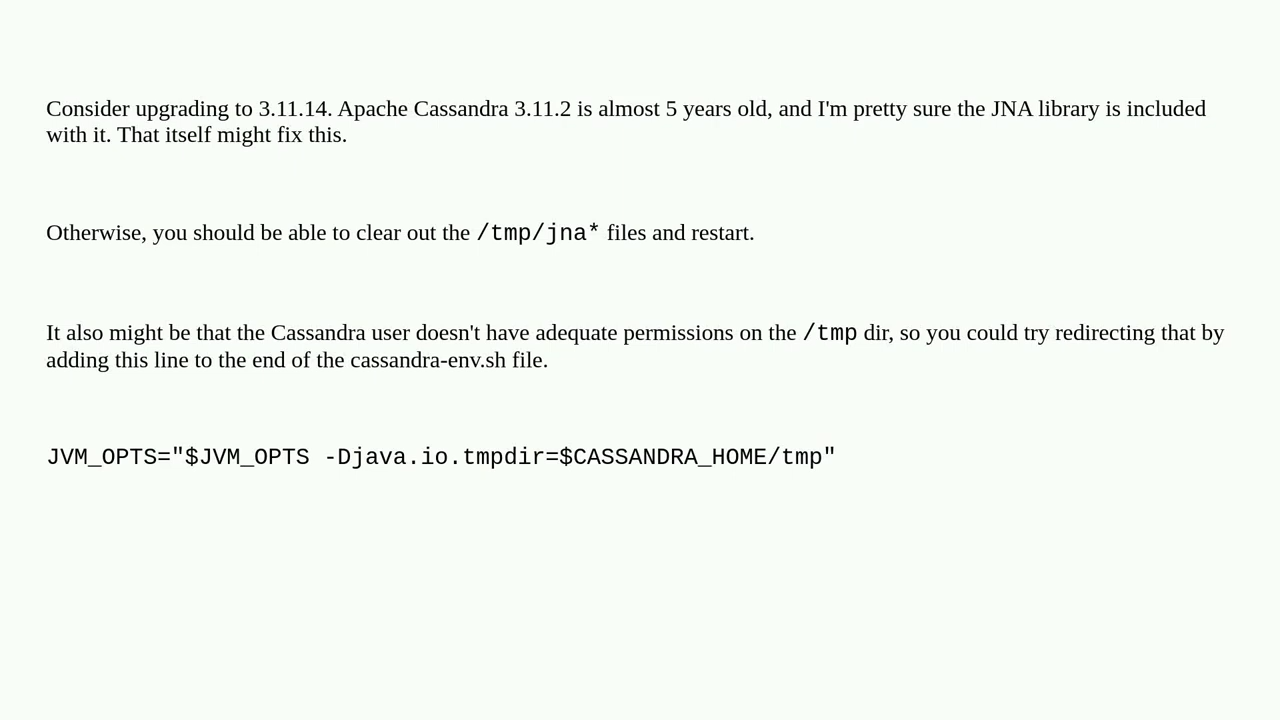 Consider upgrading to 3.11.14. Apache Cassandra 3.11.2 is almost 5 years old, and I'm pretty sure the JNA library is included
with it. That itself might fix this.
Otherwise, you should be able to clear out the /tmp/jna* files and restart.
It also might be that the Cassandra user doesn't have adequate permissions on the /tmp dir, so you could try redirecting that by
adding this line to the end of the cassandra-env.sh file.
JVM_OPTS="$JVM_OPTS -Djava.io.tmpdir=$CASSANDRA_HOME/tmp"